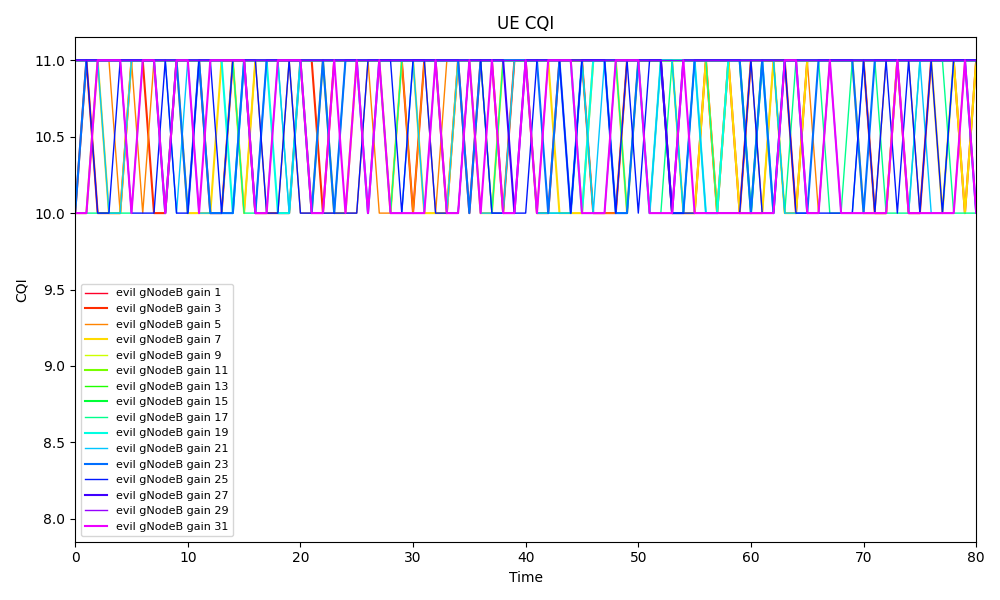 UE CQI
11.0
10.5
10.0
9.5
9.0
8.5
8.0
CQI
evil gNodeB gain 1
evil gNodeB gain 3
evil gNodeB gain 5
evil gNodeB gain 7
evil gNodeB gain 9
evil gNodeB gain 11
evil gNodeB gain 13
evil gNodeB gain 15
evil gNodeB gain 17
evil gNodeB gain 19
evil gNodeB gain 21
evil gNodeB gain 23
evil gNodeB gain 25
evil gNodeB gain 27
evil gNodeB gain 29
evil gNodeB gain 31
0 10 20 30 40 50 60 70 80
Time